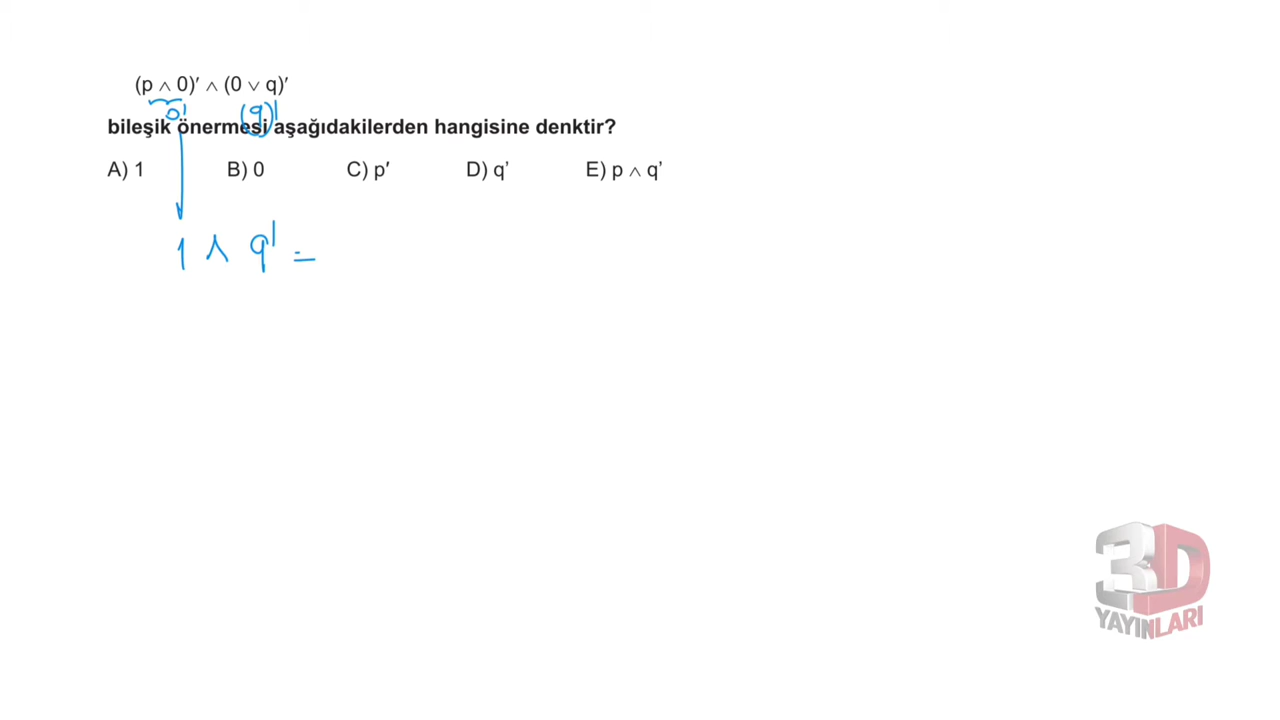 (p ∧ 0)′ ∧ (0 ∨ q)′
0' (q)'
bileşik önermesi aşağıdakilerden hangisine denktir?
A) 1 B) 0 C) p′ D) q’ E) p ∧ q’
1 ∧ q' =
3D
YAYINLARI